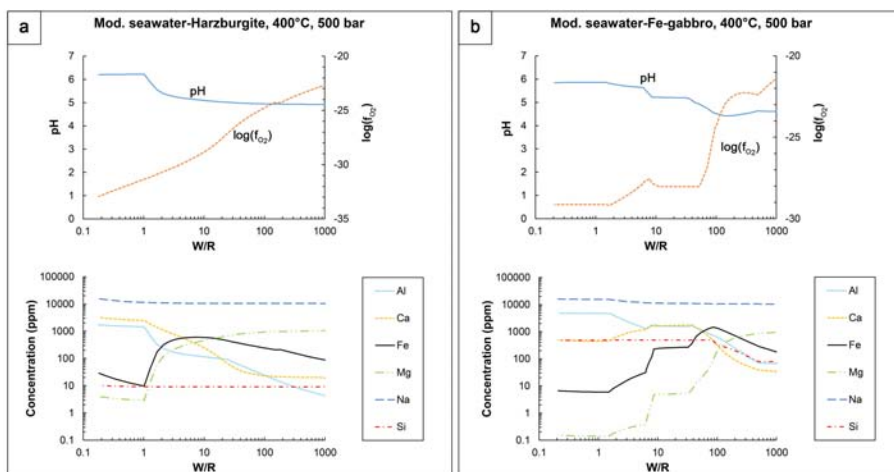 a
Mod. seawater-Harzburgite, 400°C, 500 bar
7
6
5
4
3
2
1
0
pH
-20
-25
-30
-35
log(fO2)
pH
log(fO2)
0.1 1 10 100 1000
W/R
100000
10000
1000
100
10
1
0.1
Concentration (ppm)
0.1 1 10 100 1000
W/R
Al
Ca
Fe
Mg
Na
Si
b
Mod. seawater-Fe-gabbro, 400°C, 500 bar
7
6
5
4
3
2
1
0
pH
-20
-22
-24
-26
-28
-30
log(fO2)
pH
log(fO2)
0.1 1 10 100 1000
W/R
100000
10000
1000
100
10
1
0.1
Concentration (ppm)
0.1 1 10 100 1000
W/R
Al
Ca
Fe
Mg
Na
Si